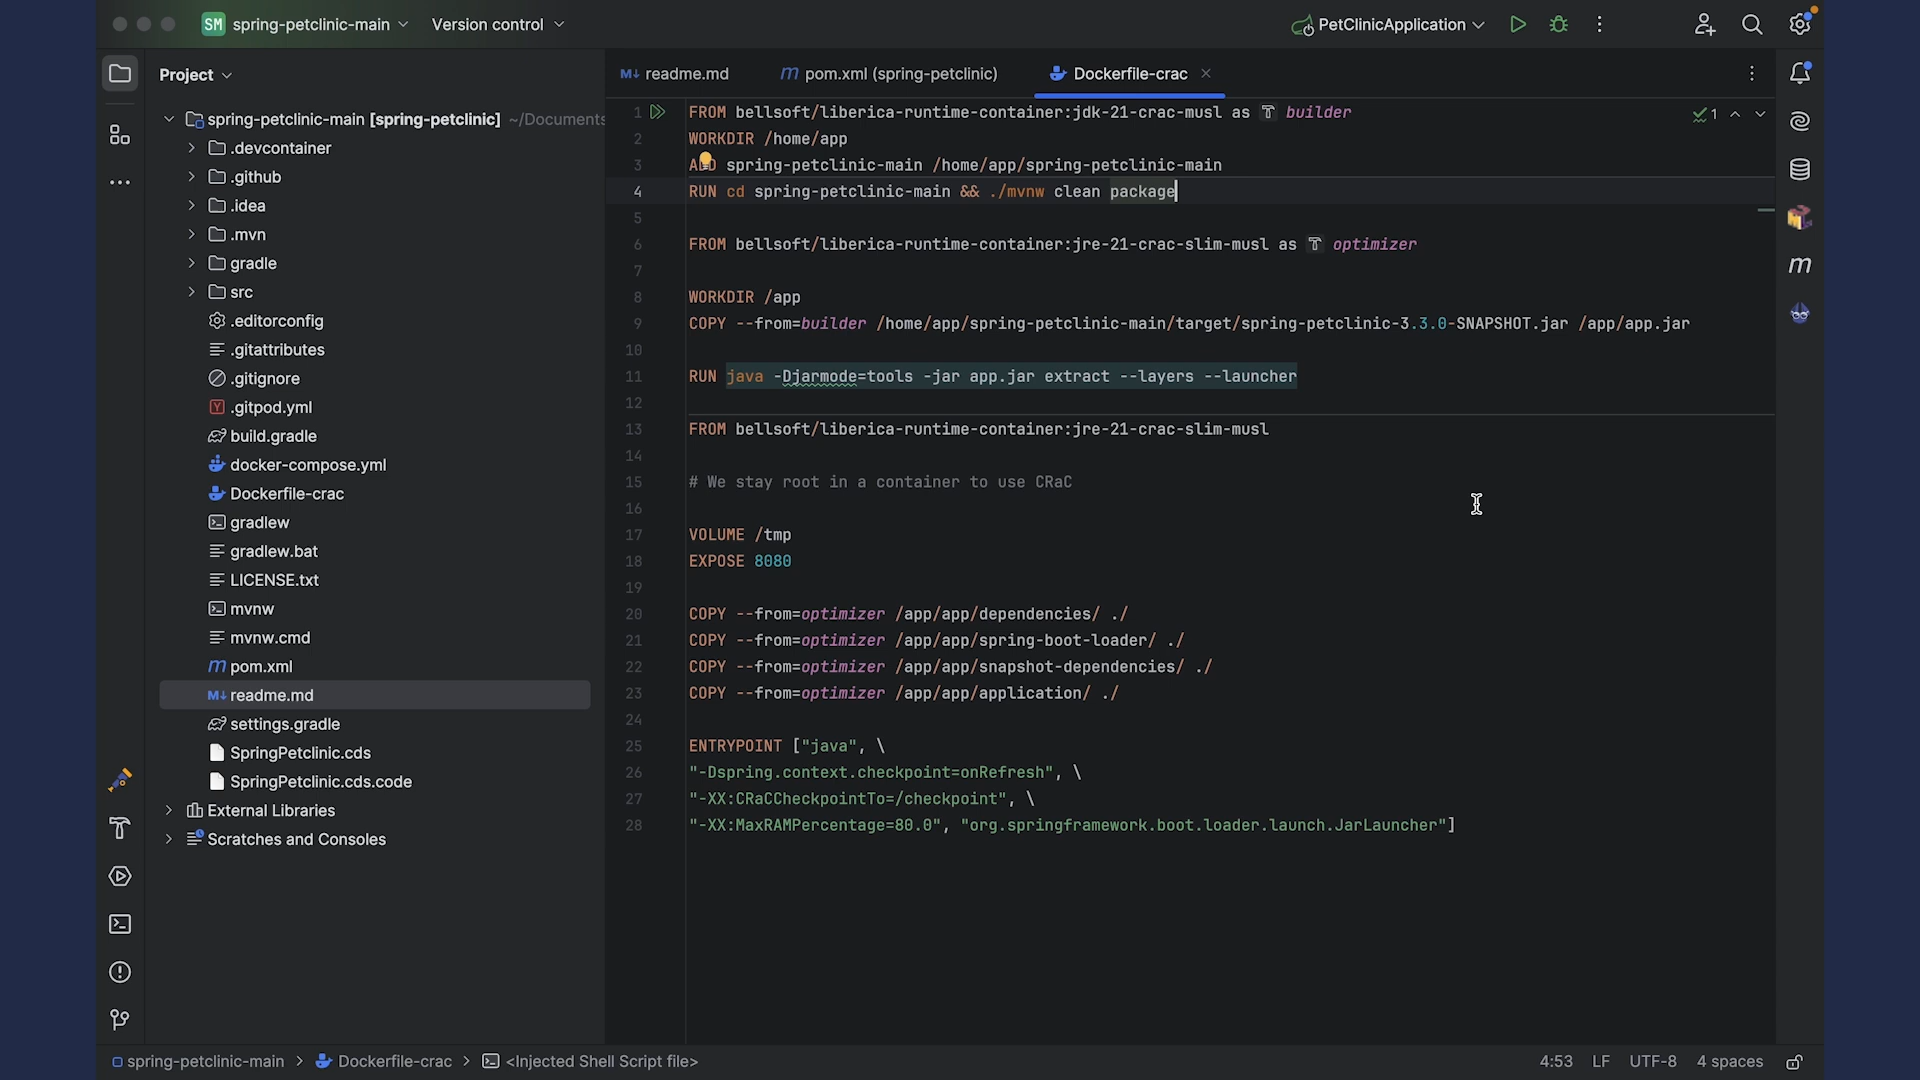 SM spring-petclinic-main Version control PetClinicApplication
Project
readme.md pom.xml (spring-petclinic) Dockerfile-crac
spring-petclinic-main [spring-petclinic] ~/Documents
.devcontainer
.github
.idea
.mvn
gradle
src
.editorconfig
.gitattributes
.gitignore
.gitpod.yml
build.gradle
docker-compose.yml
Dockerfile-crac
gradlew
gradlew.bat
LICENSE.txt
mvnw
mvnw.cmd
pom.xml
readme.md
settings.gradle
SpringPetclinic.cds
SpringPetclinic.cds.code
External Libraries
Scratches and Consoles
1 FROM bellsoft/liberica-runtime-container:jdk-21-crac-musl as builder 1
2 WORKDIR /home/app
3 ADD spring-petclinic-main /home/app/spring-petclinic-main
4 RUN cd spring-petclinic-main && ./mvnw clean package
5
6 FROM bellsoft/liberica-runtime-container:jre-21-crac-slim-musl as optimizer
7
8 WORKDIR /app
9 COPY --from=builder /home/app/spring-petclinic-main/target/spring-petclinic-3.3.0-SNAPSHOT.jar /app/app.jar
10
11 RUN java -Djarmode=tools -jar app.jar extract --layers --launcher
12
13 FROM bellsoft/liberica-runtime-container:jre-21-crac-slim-musl
14
15 # We stay root in a container to use CRaC
16
17 VOLUME /tmp
18 EXPOSE 8080
19
20 COPY --from=optimizer /app/app/dependencies/ ./
21 COPY --from=optimizer /app/app/spring-boot-loader/ ./
22 COPY --from=optimizer /app/app/snapshot-dependencies/ ./
23 COPY --from=optimizer /app/app/application/ ./
24
25 ENTRYPOINT ["java", \
26 "-Dspring.context.checkpoint=onRefresh", \
27 "-XX:CRaCCheckpointTo=/checkpoint", \
28 "-XX:MaxRAMPercentage=80.0", "org.springframework.boot.loader.launch.JarLauncher"]
spring-petclinic-main > Dockerfile-crac > <Injected Shell Script file> 4:53 LF UTF-8 4 spaces